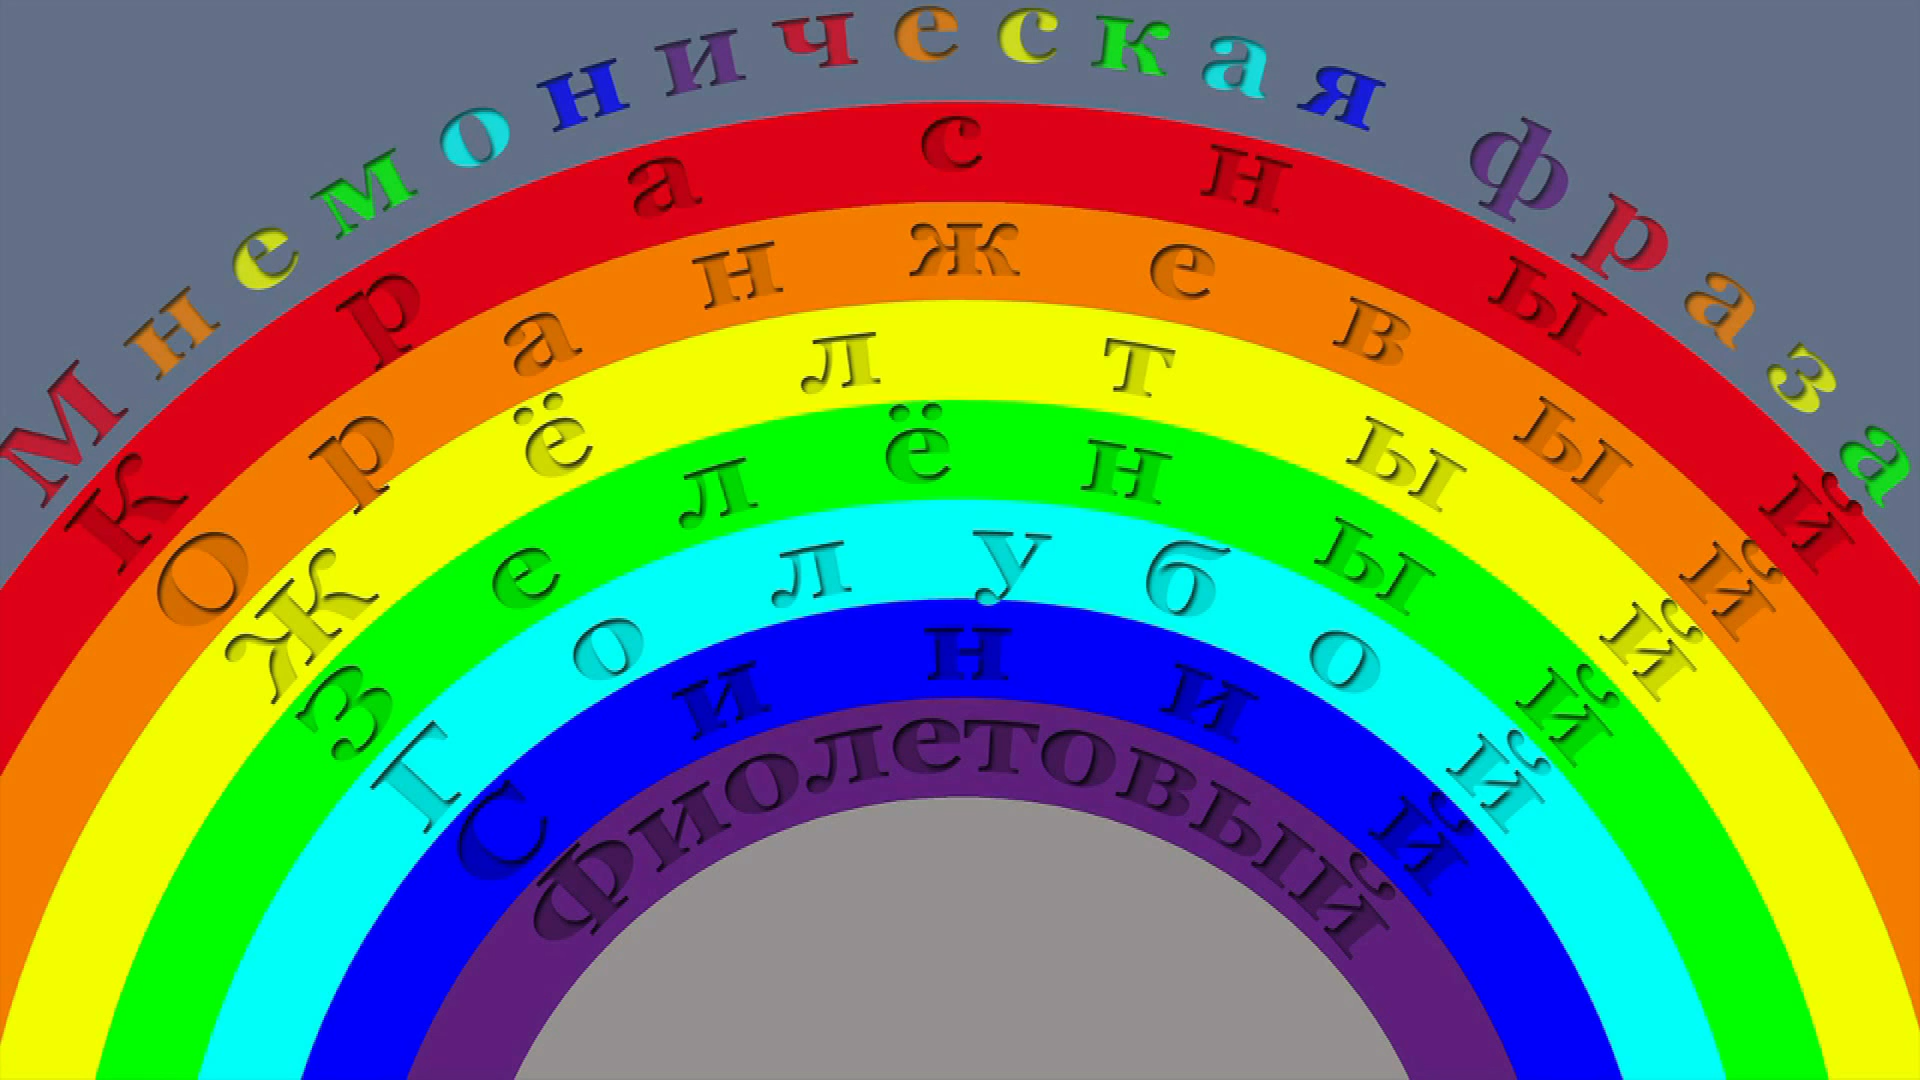 Мнемоническая фраза
Красный
Оранжевый
Жёлтый
Зелёный
Голубой
Синий
Фиолетовый